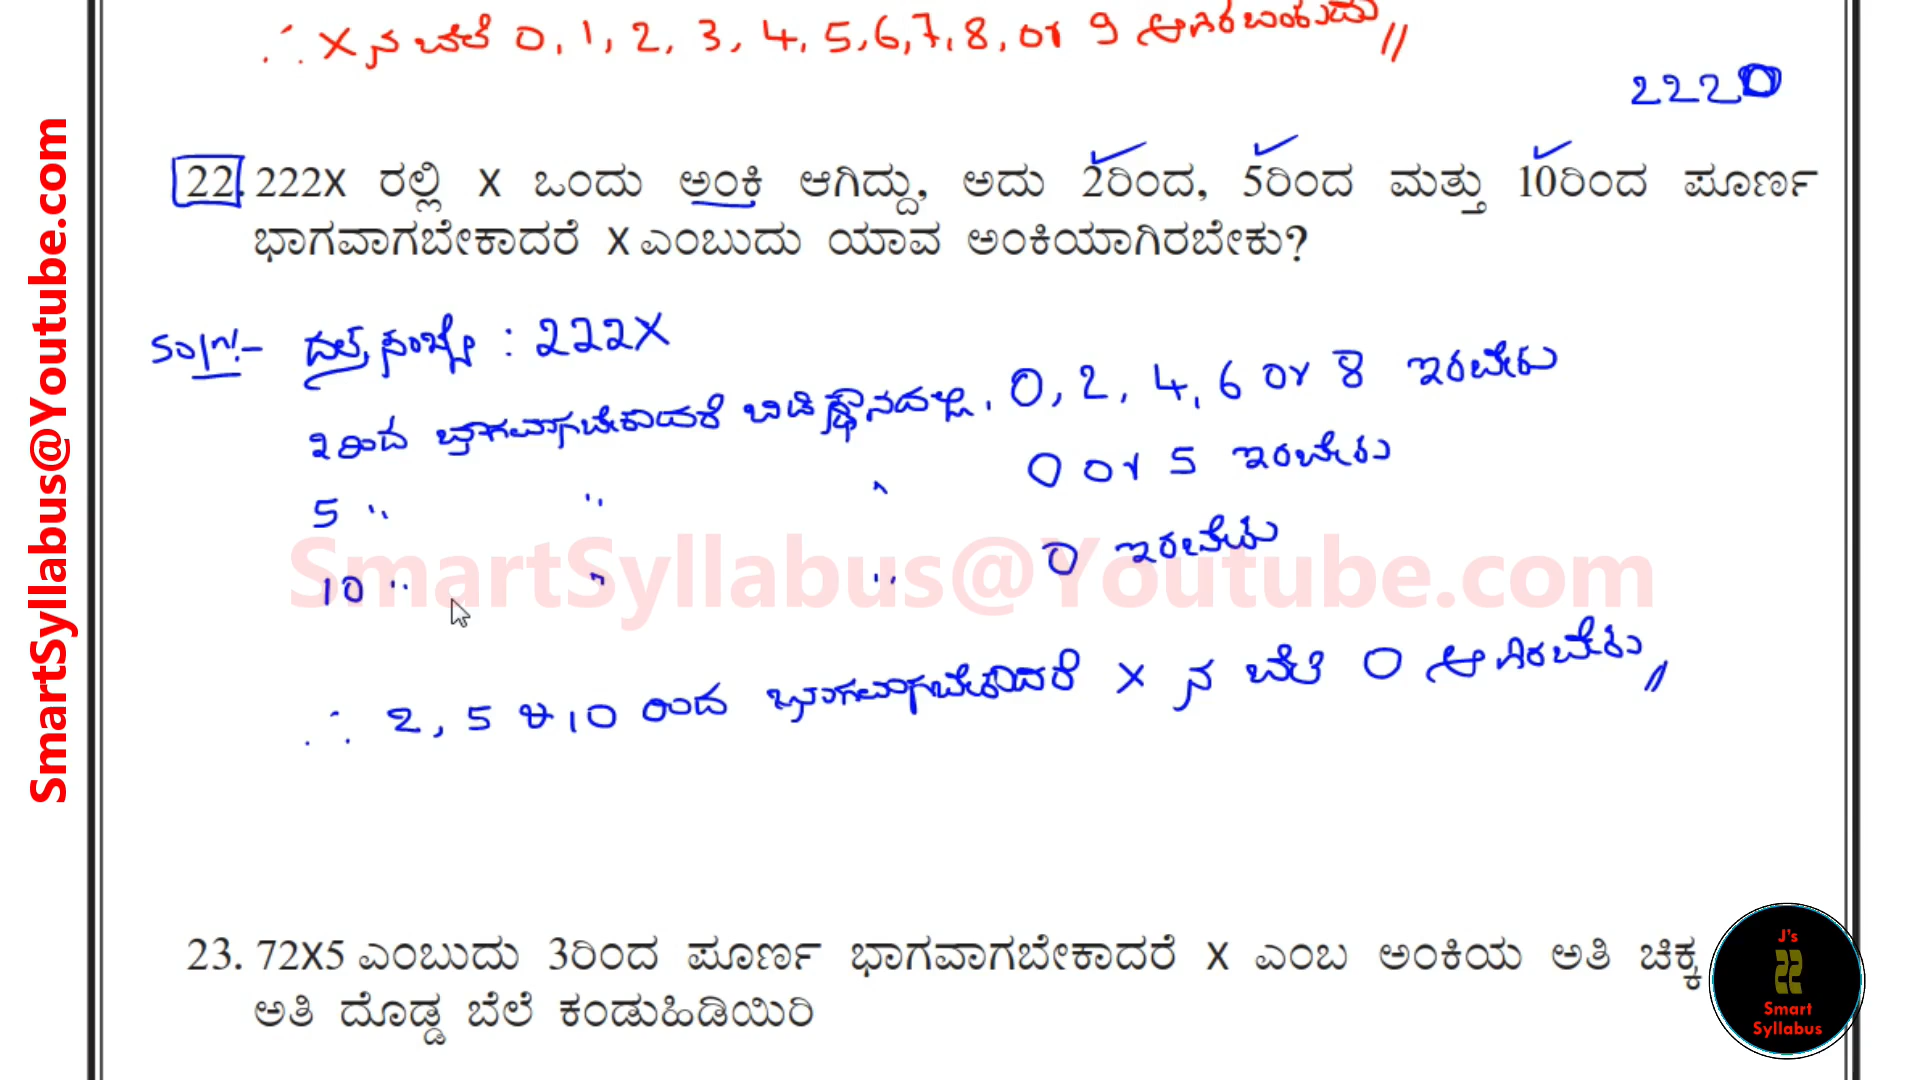 ∴ X ನ ಬೆಲೆ 0, 1, 2, 3, 4, 5, 6, 7, 8, or 9 ಆಗಿರಬಹುದು //
2220
22. 222X ರಲ್ಲಿ X ಒಂದು ಅಂಕಿ ಆಗಿದ್ದು, ಅದು 2ರಿಂದ, 5ರಿಂದ ಮತ್ತು 10ರಿಂದ ಪೂರ್ಣ
ಭಾಗವಾಗಬೇಕಾದರೆ X ಎಂಬುದು ಯಾವ ಅಂಕಿಯಾಗಿರಬೇಕು?
Soln:- ದತ್ತ ಸಂಖ್ಯೆ : 222X
2ರಿಂದ ಭಾಗವಾಗಬೇಕಾದರೆ ಬಿಡಿ ಸ್ಥಾನದಲ್ಲಿ, 0, 2, 4, 6 or 8 ಇರಬೇಕು
5 " " " 0 or 5 ಇರಬೇಕು
10 " " " 0 ಇರಬೇಕು
∴ 2, 5 & 10 ರಿಂದ ಭಾಗವಾಗಬೇಕಾದರೆ X ನ ಬೆಲೆ 0 ಆಗಿರಬೇಕು //
23. 72X5 ಎಂಬುದು 3ರಿಂದ ಪೂರ್ಣ ಭಾಗವಾಗಬೇಕಾದರೆ X ಎಂಬ ಅಂಕಿಯ ಅತಿ ಚಿಕ್ಕ
ಅತಿ ದೊಡ್ಡ ಬೆಲೆ ಕಂಡುಹಿಡಿಯಿರಿ
SmartSyllabus@Youtube.com
SmartSyllabus@Youtube.com
J's
Smart
Syllabus